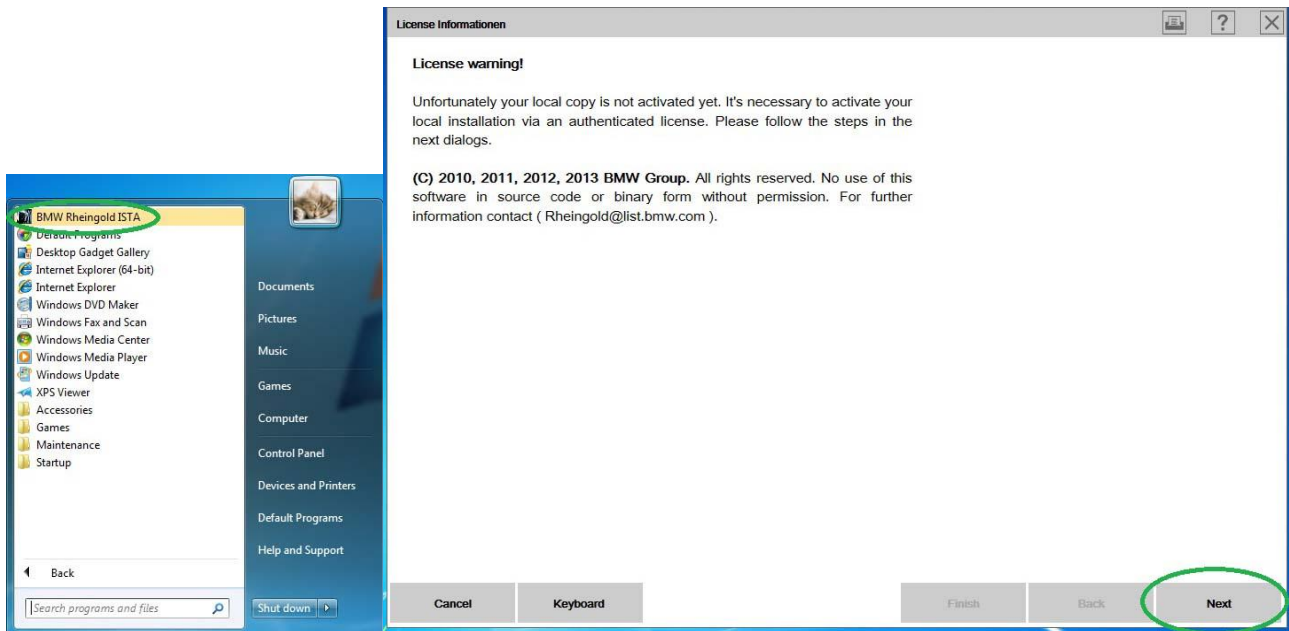 BMW Rheingold ISTA
Default Programs
Desktop Gadget Gallery
Internet Explorer (64-bit)
Internet Explorer
Windows DVD Maker
Windows Fax and Scan
Windows Media Center
Windows Media Player
Windows Update
XPS Viewer
Accessories
Games
Maintenance
Startup
Back
Search programs and files
Documents
Pictures
Music
Games
Computer
Control Panel
Devices and Printers
Default Programs
Help and Support
Shut down
License Informationen
?
License warning!
Unfortunately your local copy is not activated yet. It's necessary to activate your
local installation via an authenticated license. Please follow the steps in the
next dialogs.
(C) 2010, 2011, 2012, 2013 BMW Group. All rights reserved. No use of this
software in source code or binary form without permission. For further
information contact ( Rheingold@list.bmw.com ).
Cancel
Keyboard
Finish
Back
Next